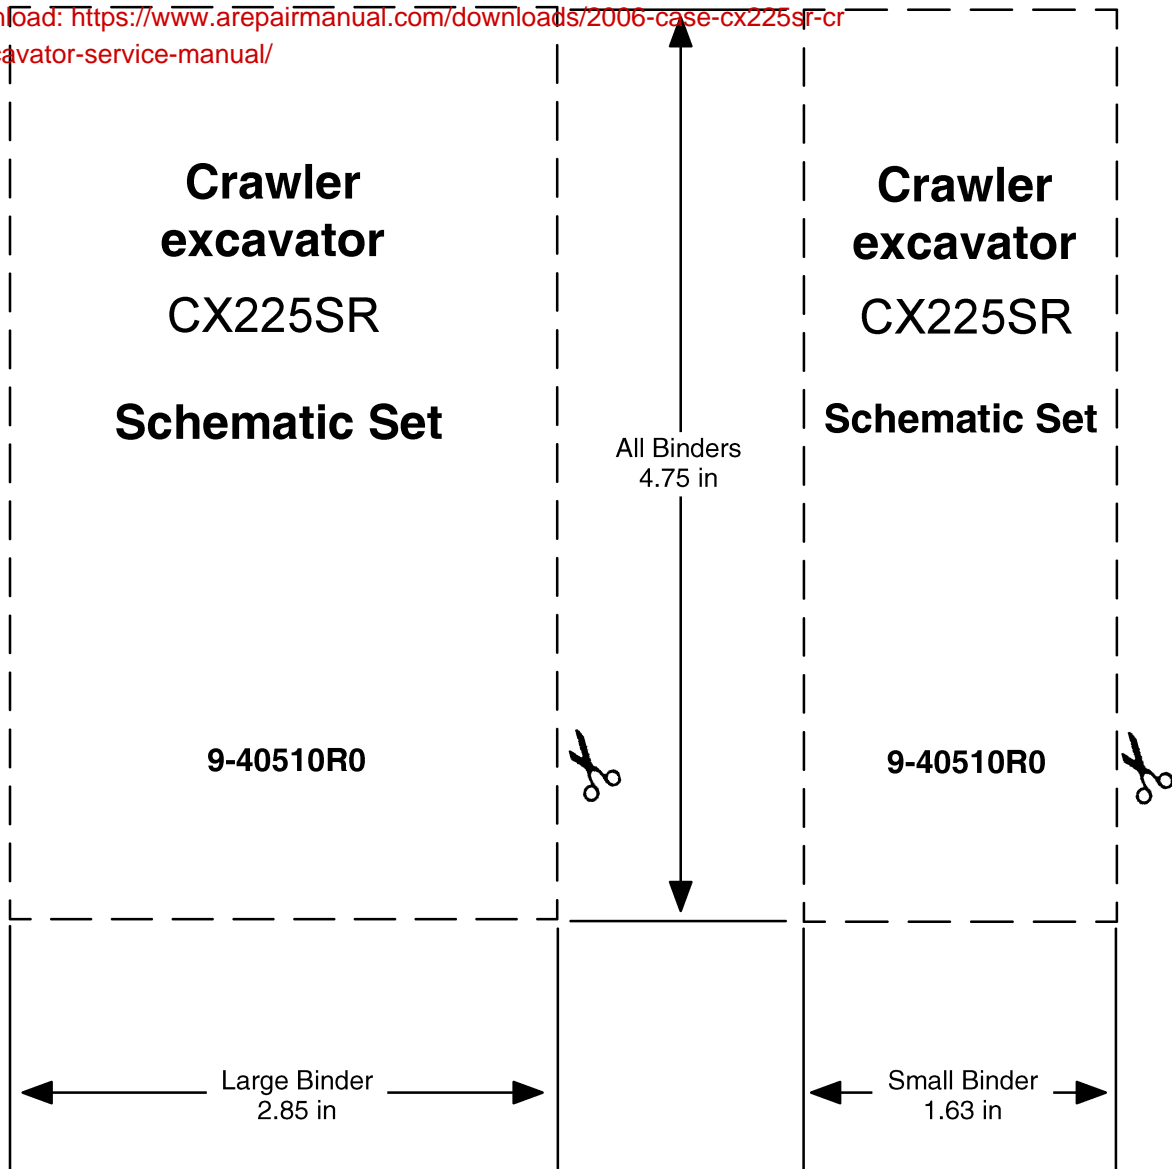 nload: https://www.arepairmanual.com/downloads/2006-case-cx225sr-cr
avator-service-manual/
Crawler
excavator
CX225SR
Schematic Set
9-40510R0
All Binders
4.75 in
Crawler
excavator
CX225SR
Schematic Set
9-40510R0
Large Binder
2.85 in
Small Binder
1.63 in